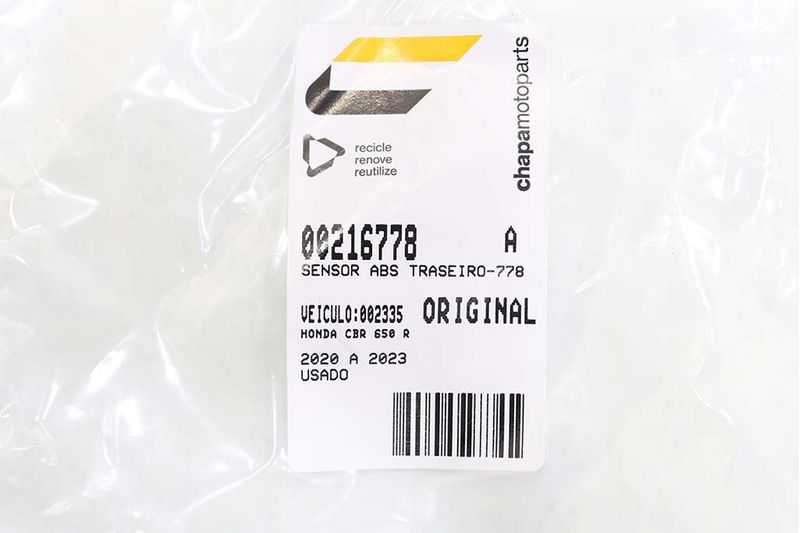 chapamotoparts
recicle
renove
reutilize
00216778 A
SENSOR ABS TRASEIRO-778
VEICULO:002335 ORIGINAL
HONDA CBR 650 R
2020 A 2023
USADO